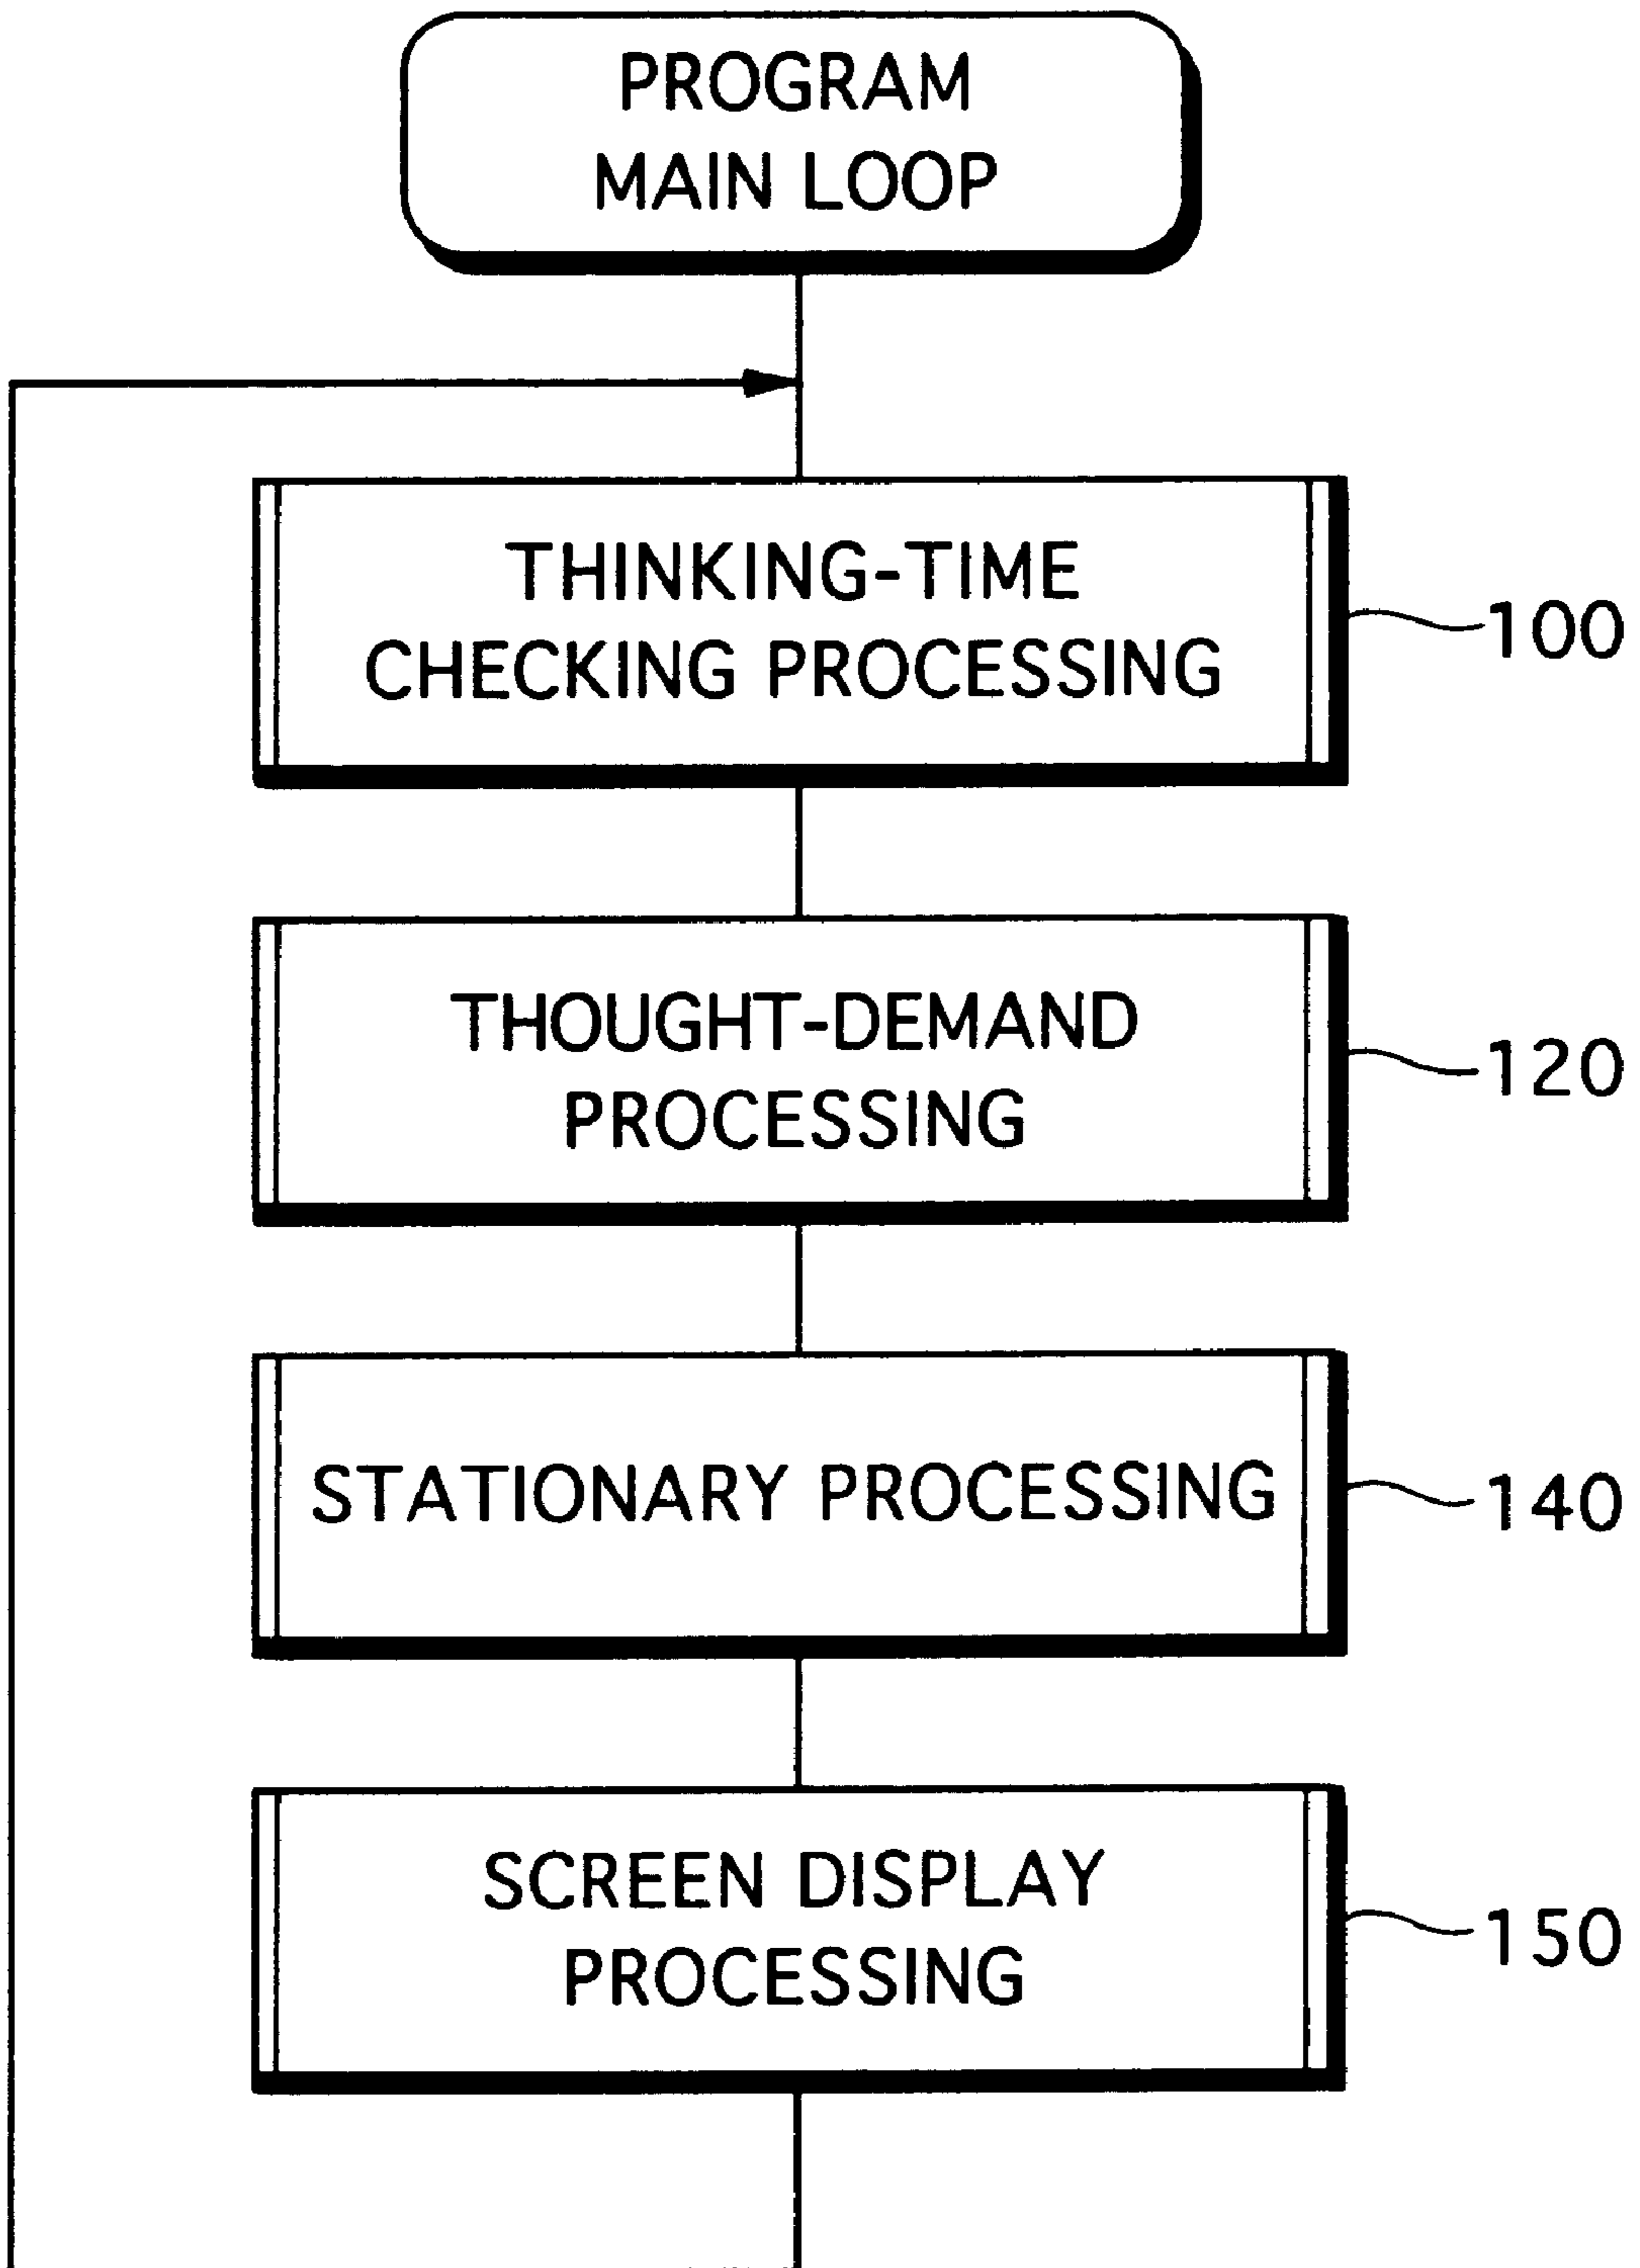 PROGRAM
MAIN LOOP
THINKING-TIME
CHECKING PROCESSING
100
THOUGHT-DEMAND
PROCESSING
120
STATIONARY PROCESSING
140
SCREEN DISPLAY
PROCESSING
150